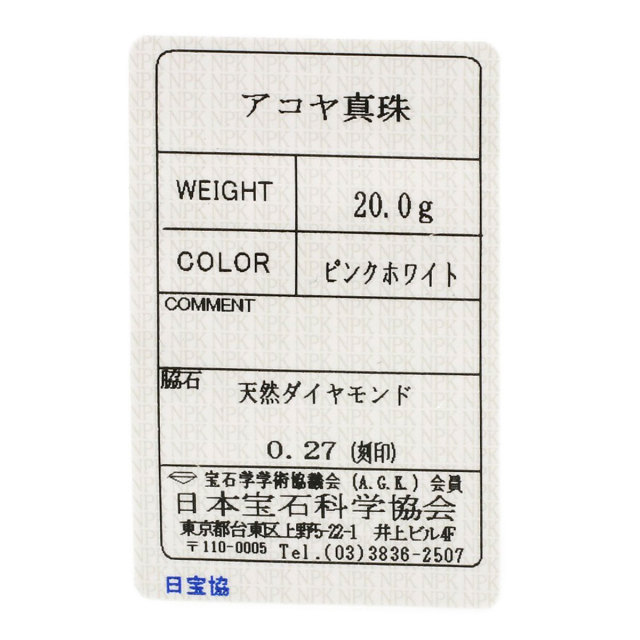 アコヤ真珠
WEIGHT 20.0g
COLOR ピンクホワイト
COMMENT
脇石 天然ダイヤモンド
0.27 (刻印)
宝石学学術協議会 (A.G.K.) 会員
日本宝石科学協会
東京都台東区上野5-22-1 井上ビル4F
〒110-0005 Tel.(03)3836-2507
日宝協